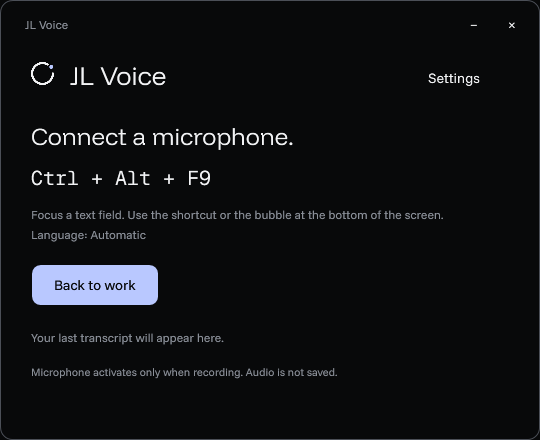 JL Voice
JL Voice
Settings
Connect a microphone.
Ctrl + Alt + F9
Focus a text field. Use the shortcut or the bubble at the bottom of the screen.
Language: Automatic
Back to work
Your last transcript will appear here.
Microphone activates only when recording. Audio is not saved.